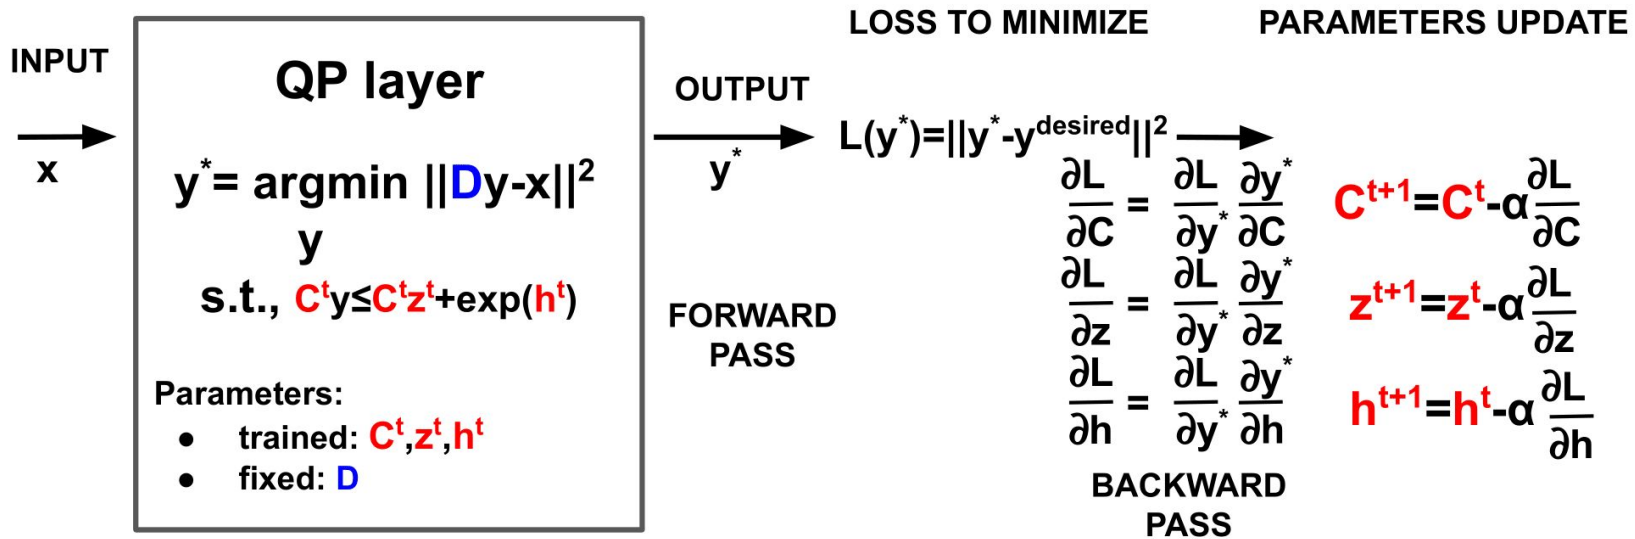 INPUT
x
QP layer
y*= argmin ||Dy-x||²
y
s.t., Cᵗy≤Cᵗzᵗ+exp(hᵗ)
Parameters:
● trained: Cᵗ,zᵗ,hᵗ
● fixed: D
OUTPUT
y*
FORWARD
PASS
LOSS TO MINIMIZE
L(y*)=||y*-y^desired||²
∂L/∂C = ∂L/∂y* ∂y*/∂C
∂L/∂z = ∂L/∂y* ∂y*/∂z
∂L/∂h = ∂L/∂y* ∂y*/∂h
BACKWARD
PASS
PARAMETERS UPDATE
Cᵗ⁺¹=Cᵗ-α∂L/∂C
zᵗ⁺¹=zᵗ-α∂L/∂z
hᵗ⁺¹=hᵗ-α∂L/∂h